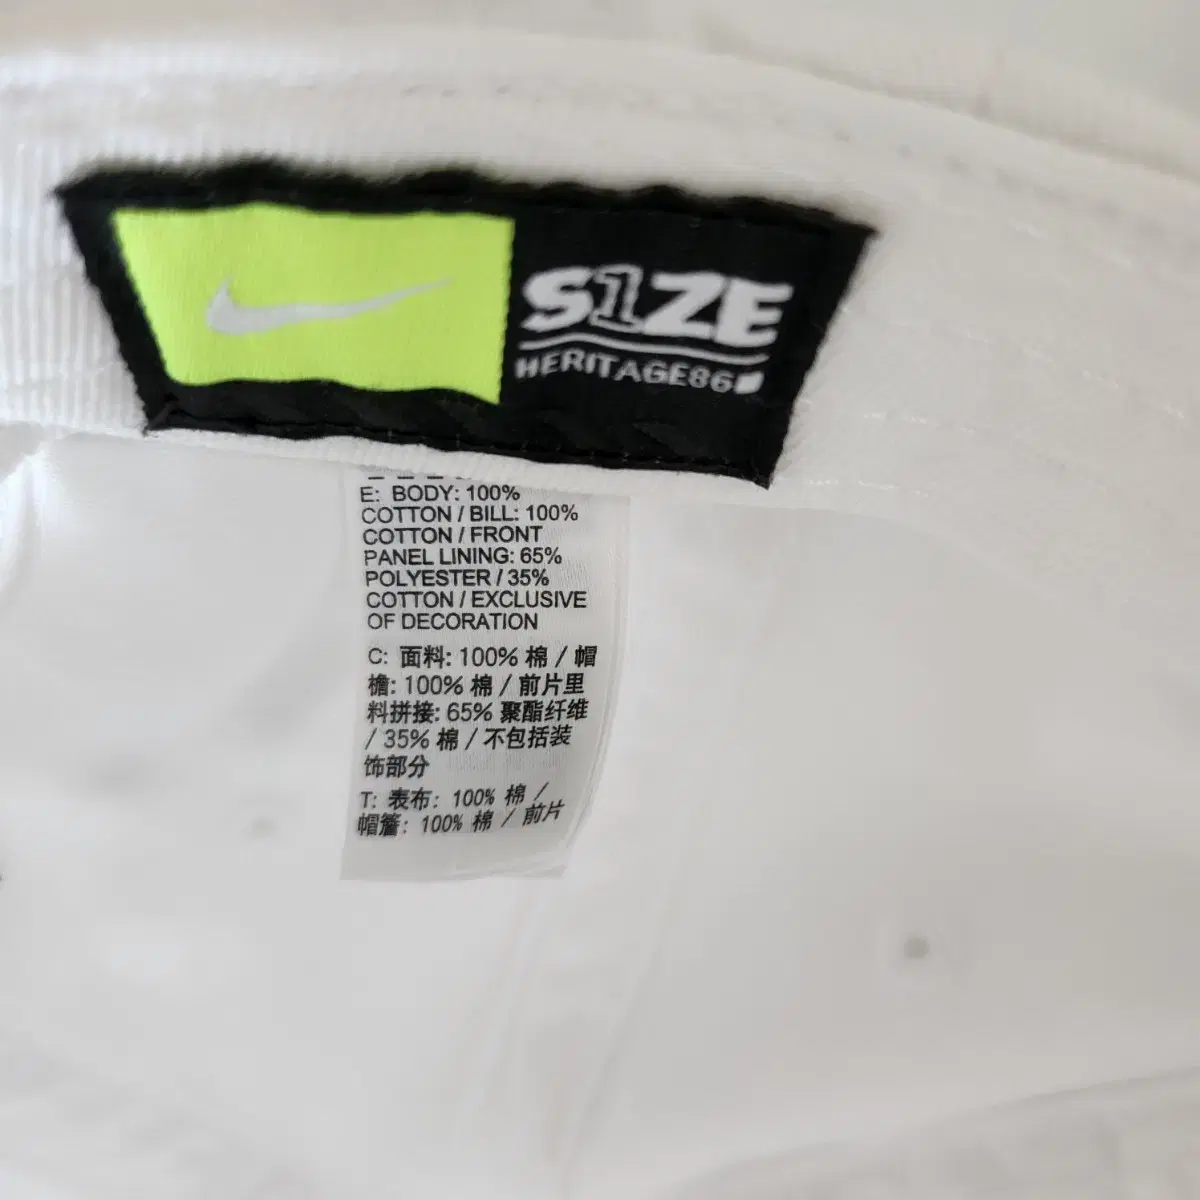 S1ZE
HERITAGE86
E: BODY: 100%
COTTON / BILL: 100%
COTTON / FRONT
PANEL LINING: 65%
POLYESTER / 35%
COTTON / EXCLUSIVE
OF DECORATION
C: 面料: 100% 棉 / 帽
檐: 100% 棉 / 前片里
料拼接: 65% 聚酯纤维
/ 35% 棉 / 不包括装
饰部分
T: 表布: 100% 棉 /
帽簷: 100% 棉 / 前片